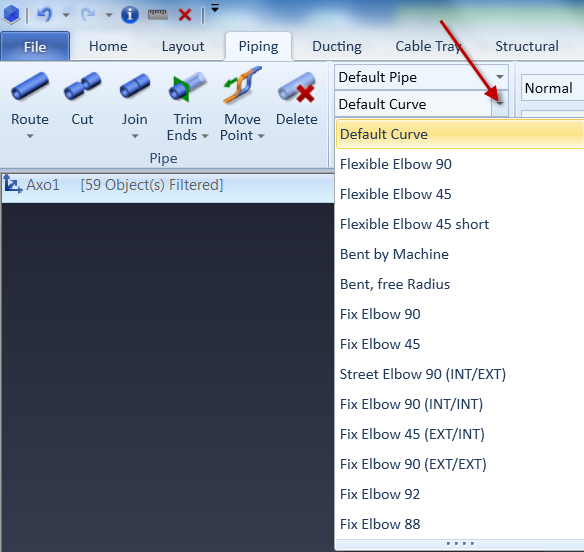 File Home Layout Piping Ducting Cable Tray Structural
Default Pipe
Normal
Default Curve
Route Cut Join Trim Ends Move Point Delete
Pipe
Default Curve
Flexible Elbow 90
Flexible Elbow 45
Flexible Elbow 45 short
Bent by Machine
Bent, free Radius
Fix Elbow 90
Fix Elbow 45
Street Elbow 90 (INT/EXT)
Fix Elbow 90 (INT/INT)
Fix Elbow 45 (EXT/INT)
Fix Elbow 90 (EXT/EXT)
Fix Elbow 92
Fix Elbow 88
Axo1 [59 Object(s) Filtered]